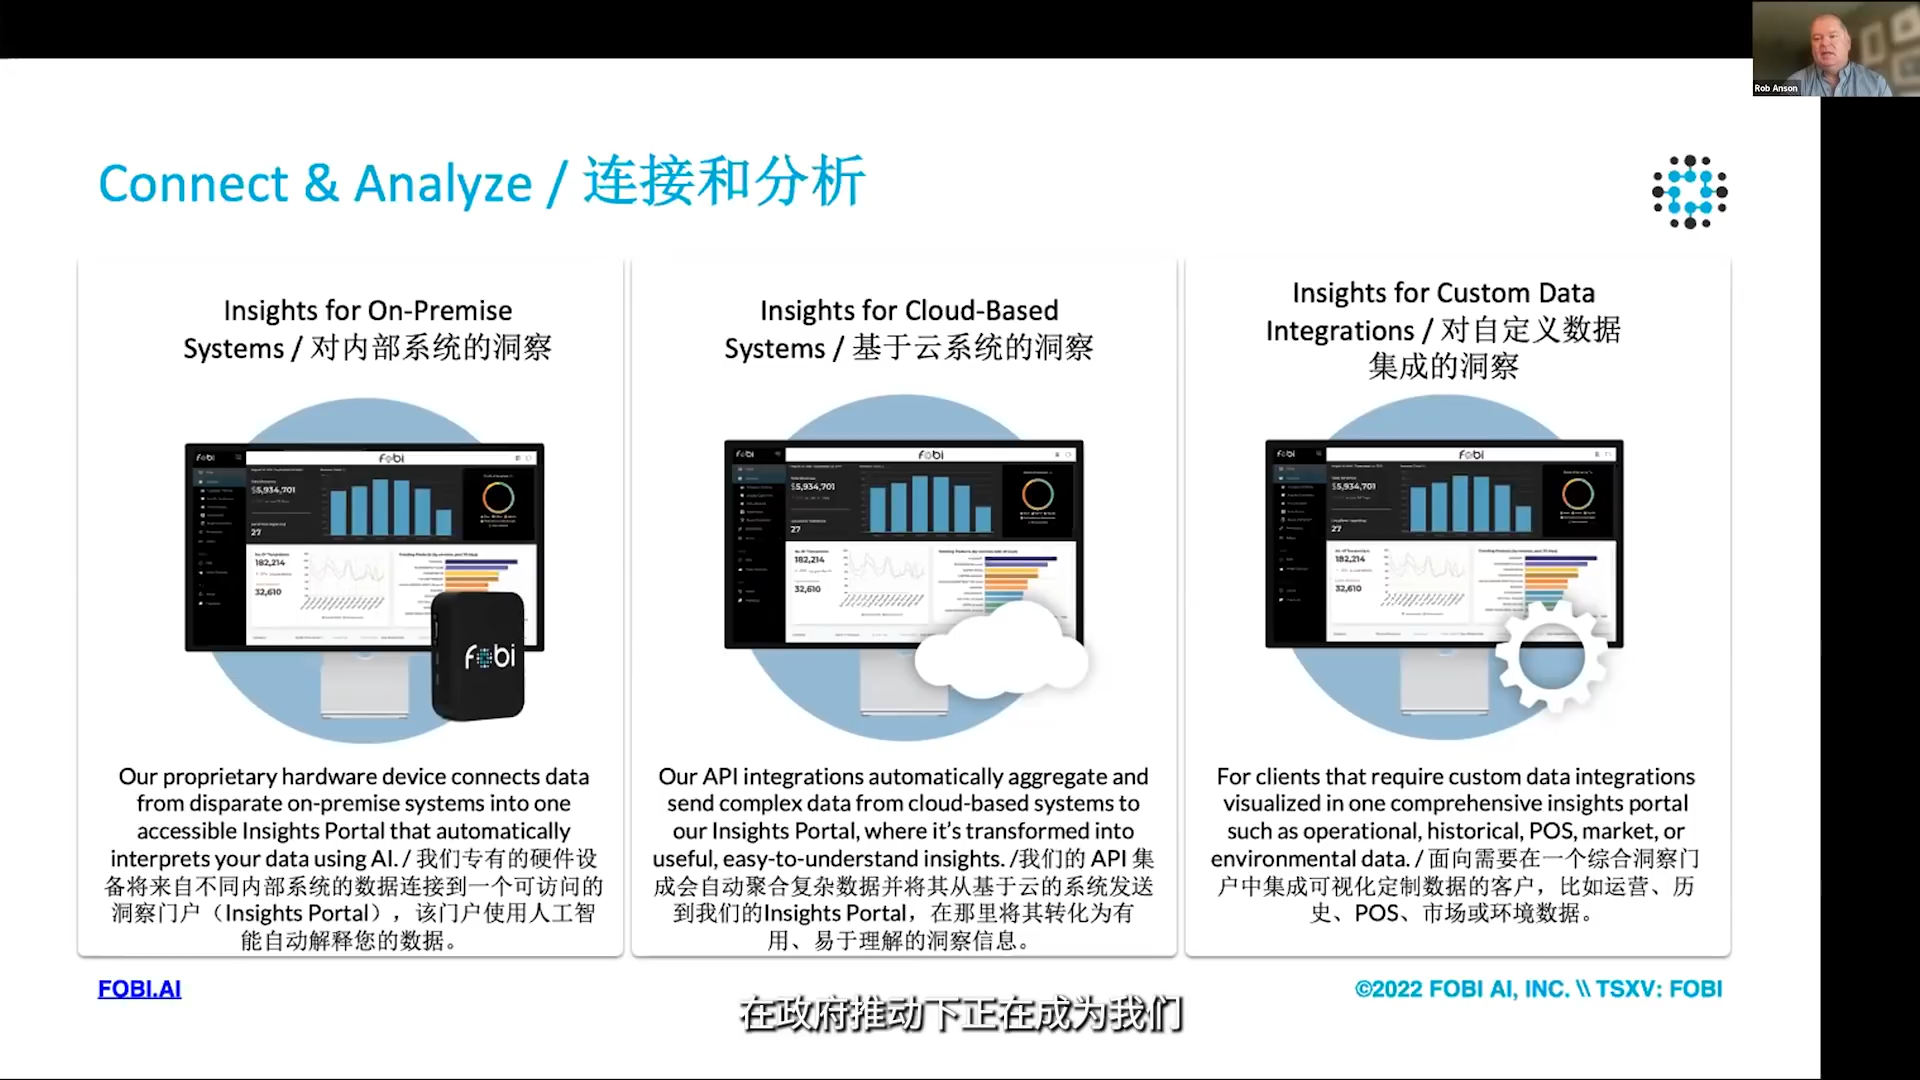 Rob Anson
Connect & Analyze / 连接和分析
Insights for On-Premise
Systems / 对内部系统的洞察
fobi
fobi
$5,934,701
27
182,214
32,610
fobi
Our proprietary hardware device connects data
from disparate on-premise systems into one
accessible Insights Portal that automatically
interprets your data using AI. / 我们专有的硬件设
备将来自不同内部系统的数据连接到一个可访问的
洞察门户（Insights Portal），该门户使用人工智
能自动解释您的数据。
Insights for Cloud-Based
Systems / 基于云系统的洞察
fobi
fobi
$5,934,701
27
182,214
32,610
Our API integrations automatically aggregate and
send complex data from cloud-based systems to
our Insights Portal, where it’s transformed into
useful, easy-to-understand insights. /我们的 API 集
成会自动聚合复杂数据并将其从基于云的系统发送
到我们的Insights Portal，在那里将其转化为有
用、易于理解的洞察信息。
Insights for Custom Data
Integrations / 对自定义数据
集成的洞察
fobi
fobi
$5,934,701
27
182,214
32,610
For clients that require custom data integrations
visualized in one comprehensive insights portal
such as operational, historical, POS, market, or
environmental data. / 面向需要在一个综合洞察门
户中集成可视化定制数据的客户，比如运营、历
史、POS、市场或环境数据。
FOBI.AI
©2022 FOBI AI, INC. \\ TSXV: FOBI
在政府推动下正在成为我们